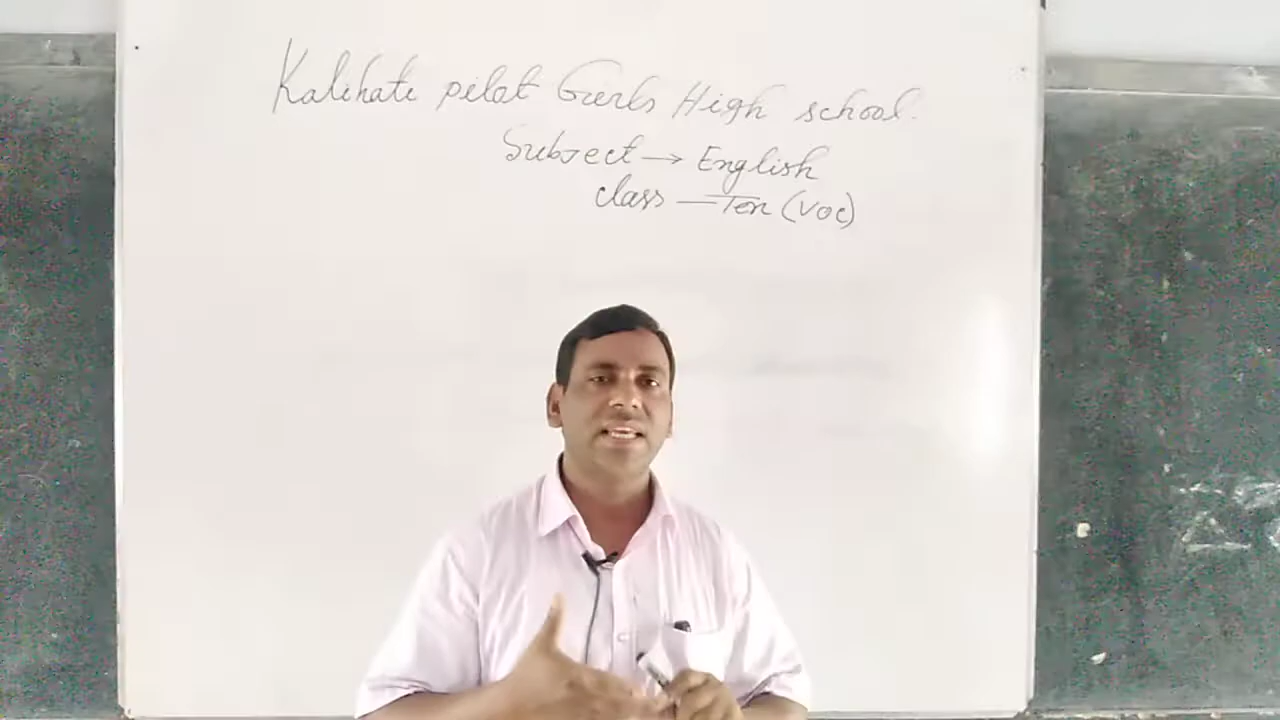 Kalihati pilot Girls High school.
Subject → English
class — Ten (voc)